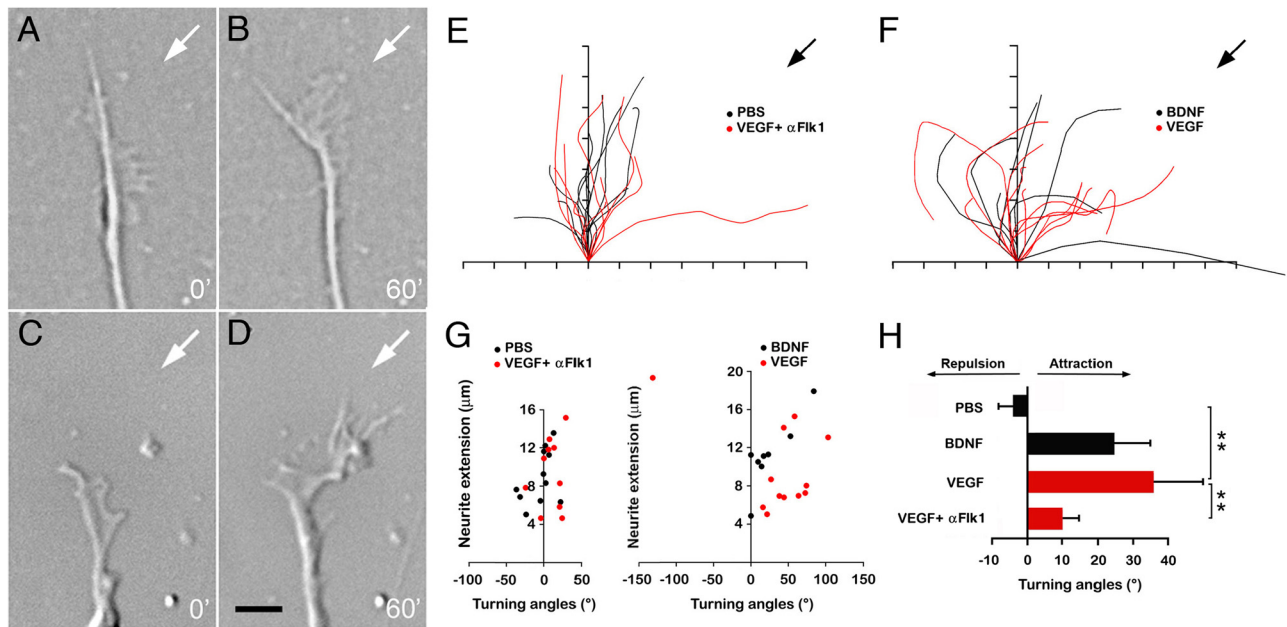 A
0'
B
60'
C
0'
D
60'
E
PBS
VEGF+ αFlk1
F
BDNF
VEGF
G
PBS
VEGF+ αFlk1
Neurite extension (μm)
16
12
8
4
-100 -50 0 50 100
Turning angles (°)
BDNF
VEGF
Neurite extension (μm)
20
16
12
8
4
-150 -100 -50 0 50 100 150
Turning angles (°)
H
Repulsion Attraction
PBS
BDNF
VEGF
VEGF+ αFlk1
**
**
-10 0 10 20 30 40
Turning angles (°)